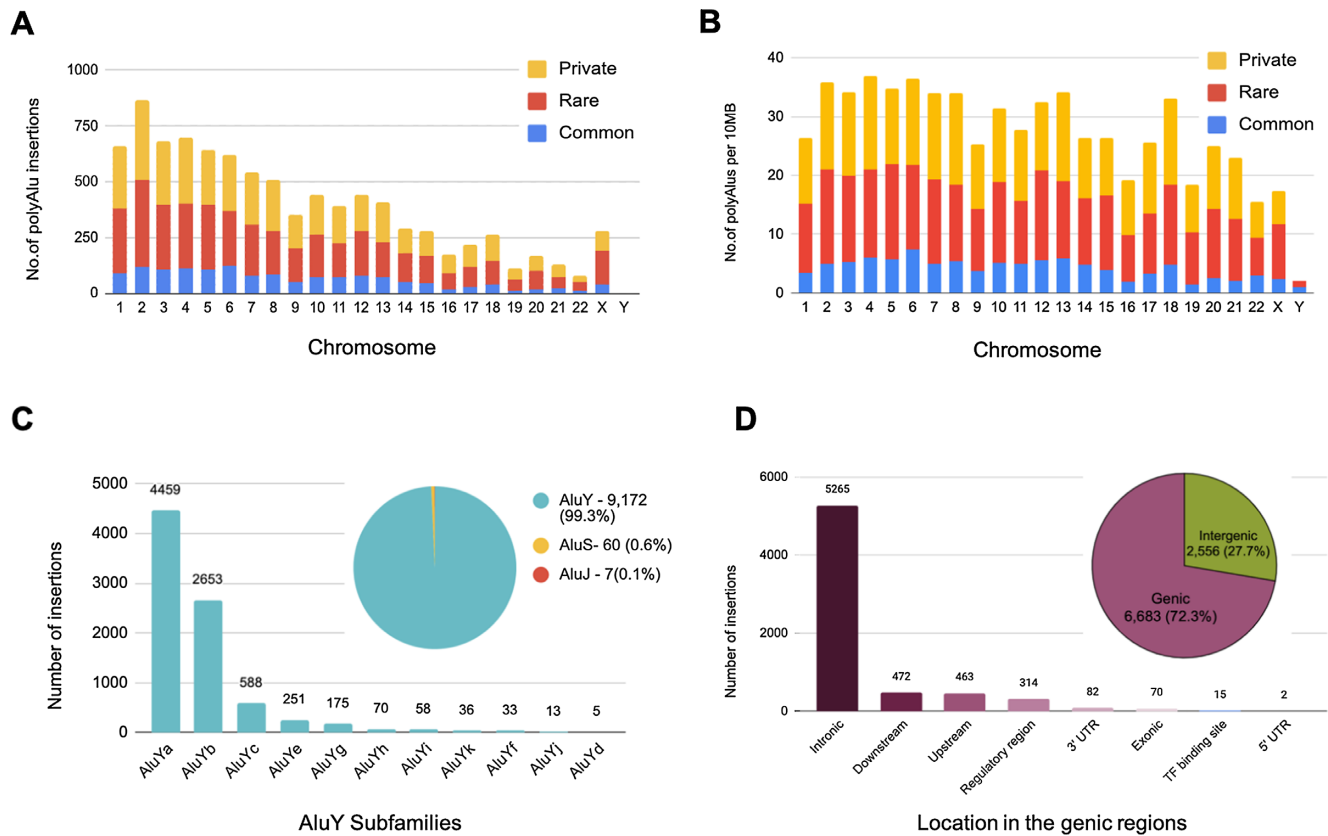 A
No.of polyAlu insertions
1000
750
500
250
0
Private
Rare
Common
1 2 3 4 5 6 7 8 9 10 11 12 13 14 15 16 17 18 19 20 21 22 X Y
Chromosome
B
No.of polyAlus per 10MB
40
30
20
10
0
Private
Rare
Common
1 2 3 4 5 6 7 8 9 10 11 12 13 14 15 16 17 18 19 20 21 22 X Y
Chromosome
C
Number of insertions
5000
4000
3000
2000
1000
0
4459
2653
588
251
175
70
58
36
33
13
5
AluY - 9,172
(99.3%)
AluS- 60 (0.6%)
AluJ - 7(0.1%)
AluYa
AluYb
AluYc
AluYe
AluYg
AluYh
AluYi
AluYk
AluYf
AluYj
AluYd
AluY Subfamilies
D
Number of insertions
6000
4000
2000
0
5265
472
463
314
82
70
15
2
Intergenic
2,556 (27.7%)
Genic
6,683 (72.3%)
Intronic
Downstream
Upstream
Regulatory region
3' UTR
Exonic
TF binding site
5' UTR
Location in the genic regions